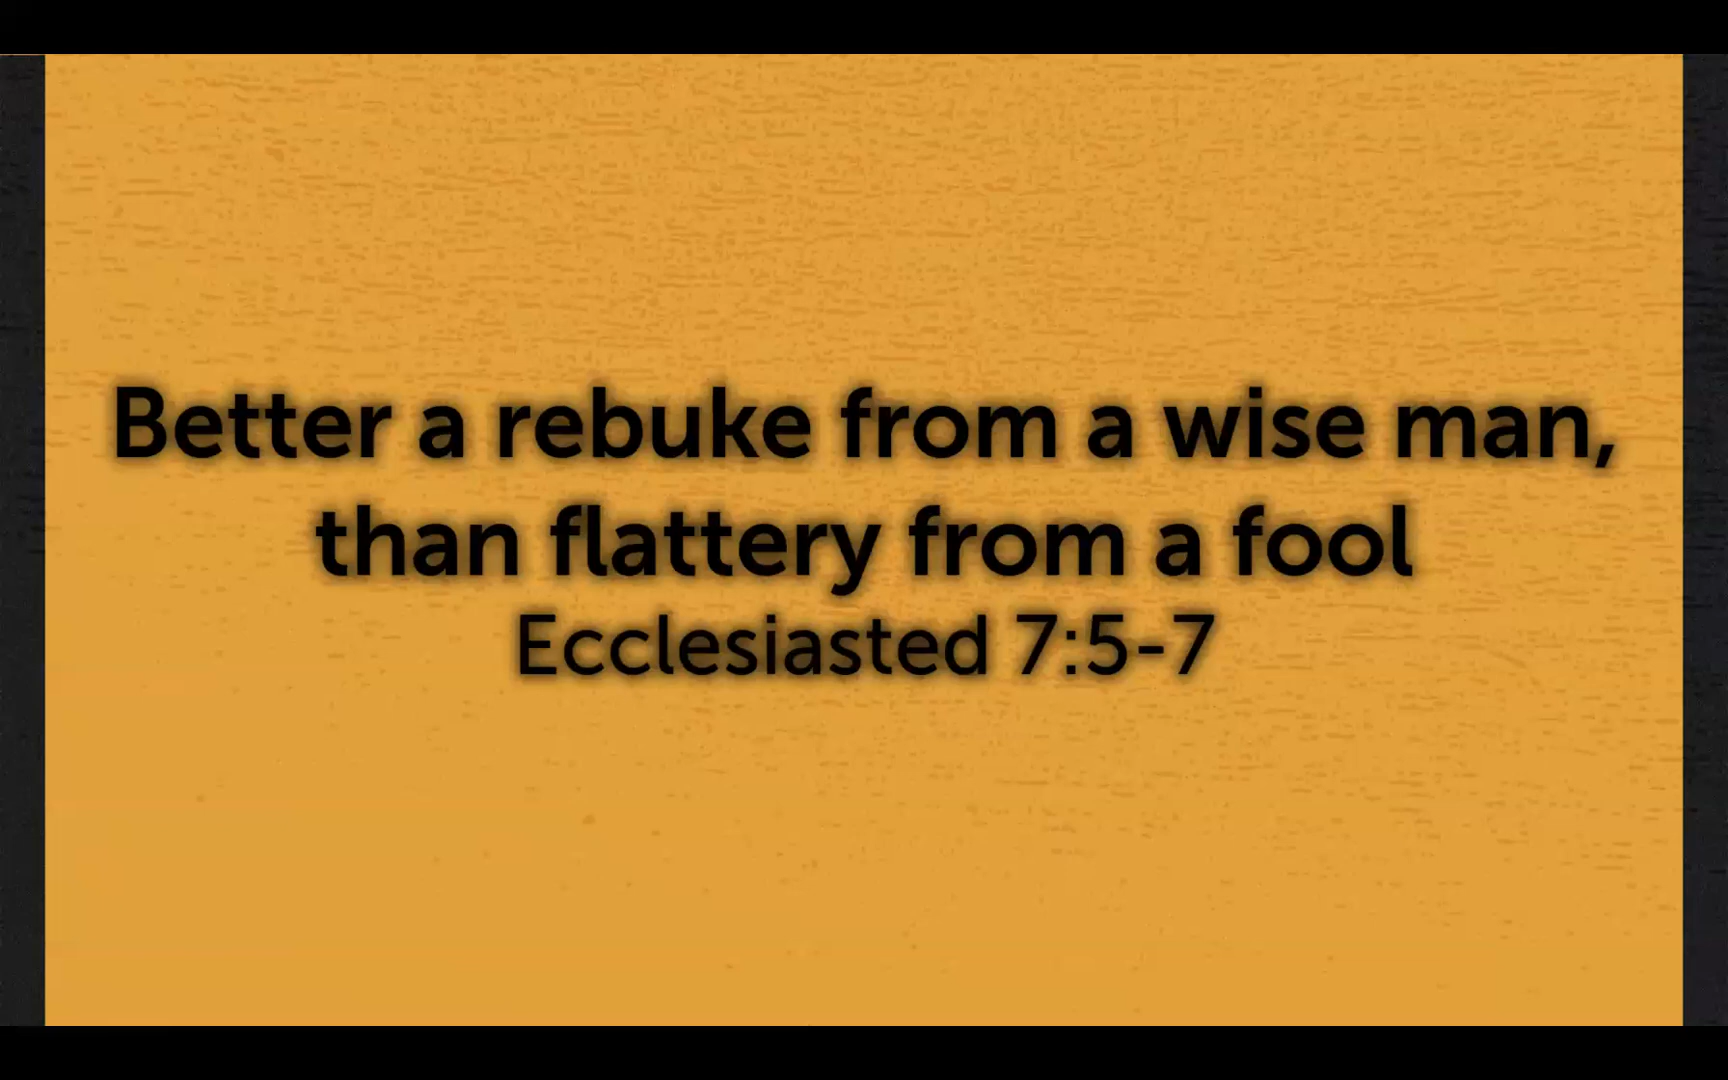 Better a rebuke from a wise man,
than flattery from a fool
Ecclesiasted 7:5-7